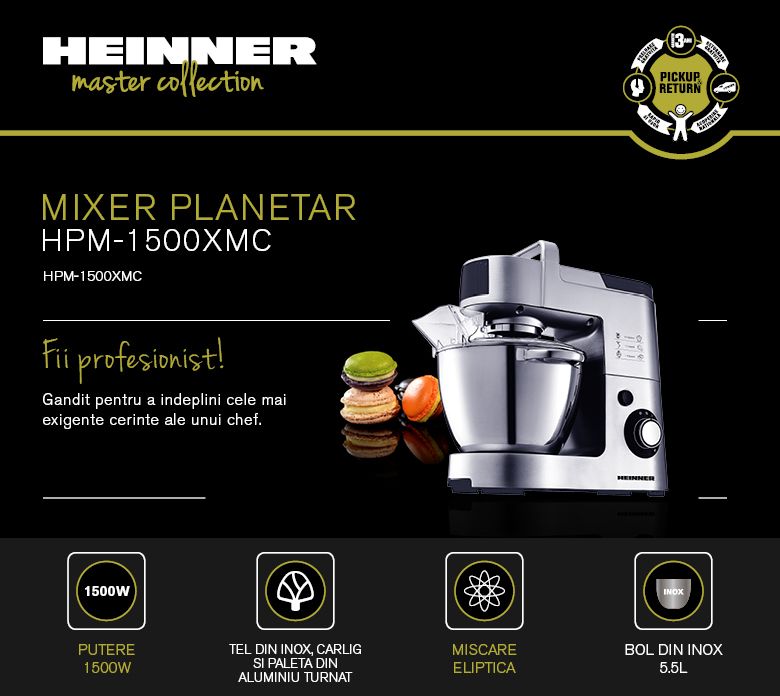 HEINNER
master collection
3 ANI
PICKUP &
RETURN
MIXER PLANETAR
HPM-1500XMC
HPM-1500XMC
Fii profesionist!
Gandit pentru a indeplini cele mai
exigente cerinte ale unui chef.
HEINNER
1500W
INOX
PUTERE
1500W
TEL DIN INOX, CARLIG
SI PALETA DIN
ALUMINIU TURNAT
MISCARE
ELIPTICA
BOL DIN INOX
5.5L